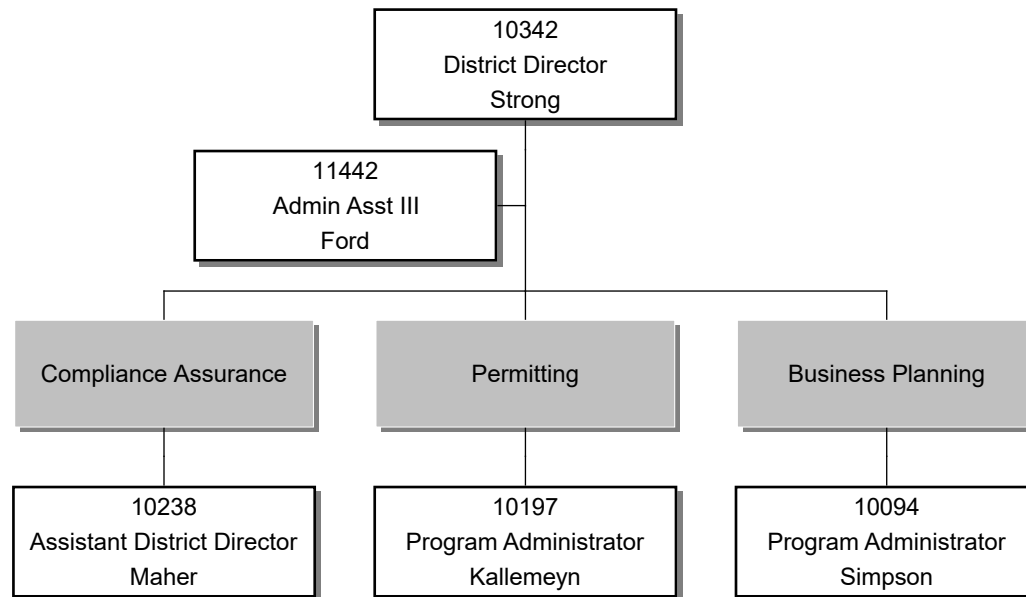 10342
District Director
Strong
11442
Admin Asst III
Ford
Compliance Assurance
Permitting
Business Planning
10238
Assistant District Director
Maher
10197
Program Administrator
Kallemeyn
10094
Program Administrator
Simpson